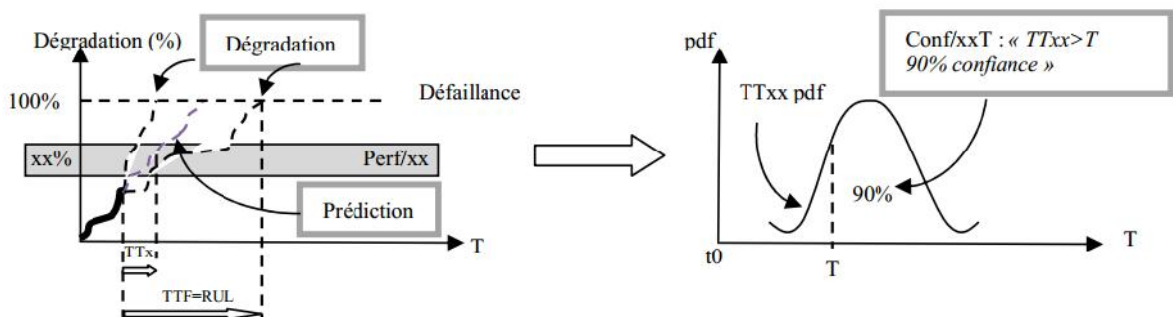 Dégradation (%)
Dégradation
100%
Défaillance
xx%
Perf/xx
Prédiction
T
TTx
TTF=RUL
pdf
Conf/xxT : « TTxx>T
90% confiance »
TTxx pdf
90%
t0
T
T